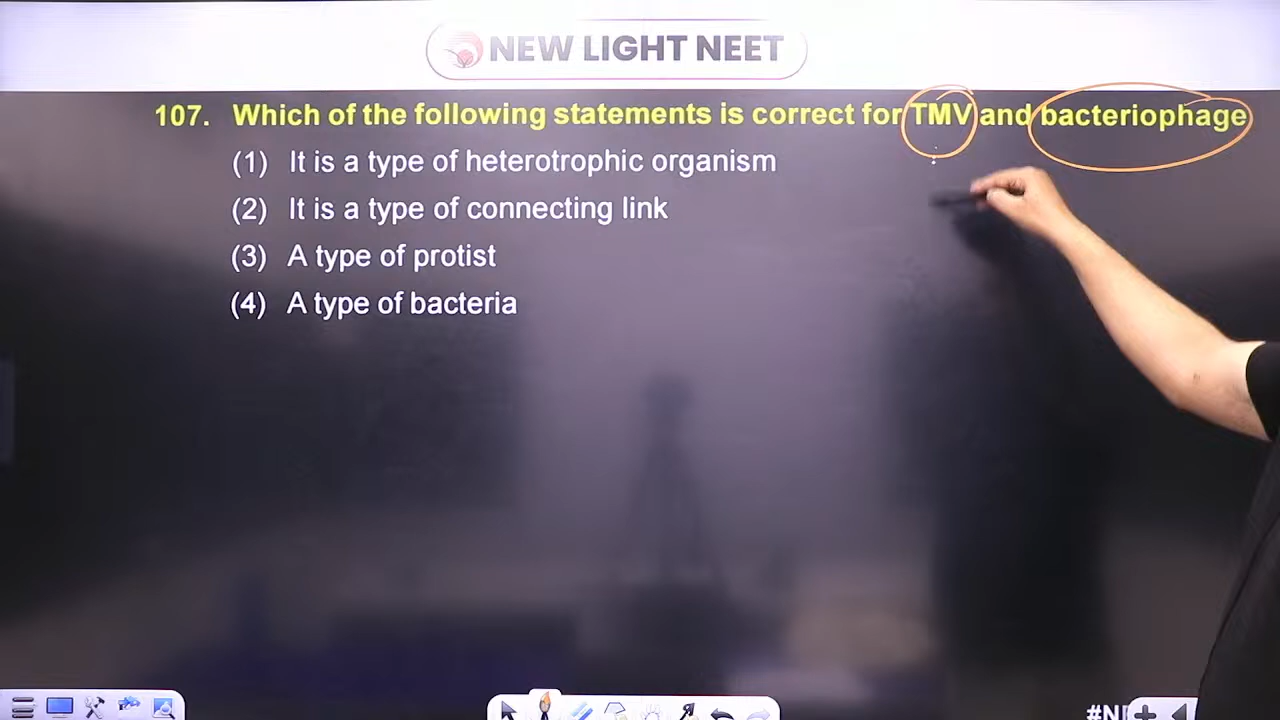 NEW LIGHT NEET
107. Which of the following statements is correct for TMV and bacteriophage
(1) It is a type of heterotrophic organism
(2) It is a type of connecting link
(3) A type of protist
(4) A type of bacteria